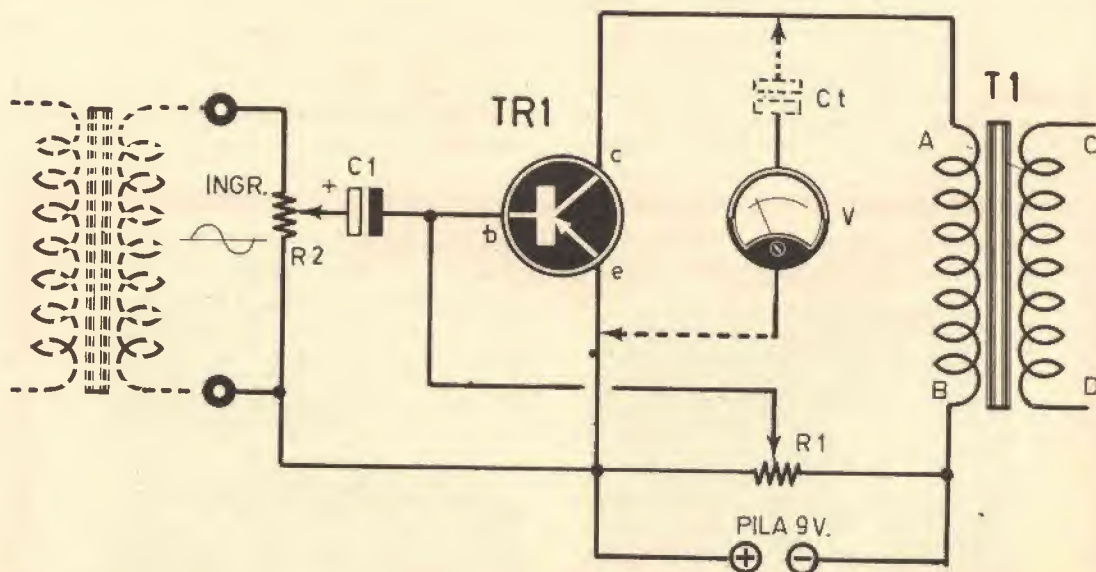 TR1
c
b
e
INGR.
R2
+
C1
Ct
V
T1
A
B
C
D
R1
PILA 9V.
+ −